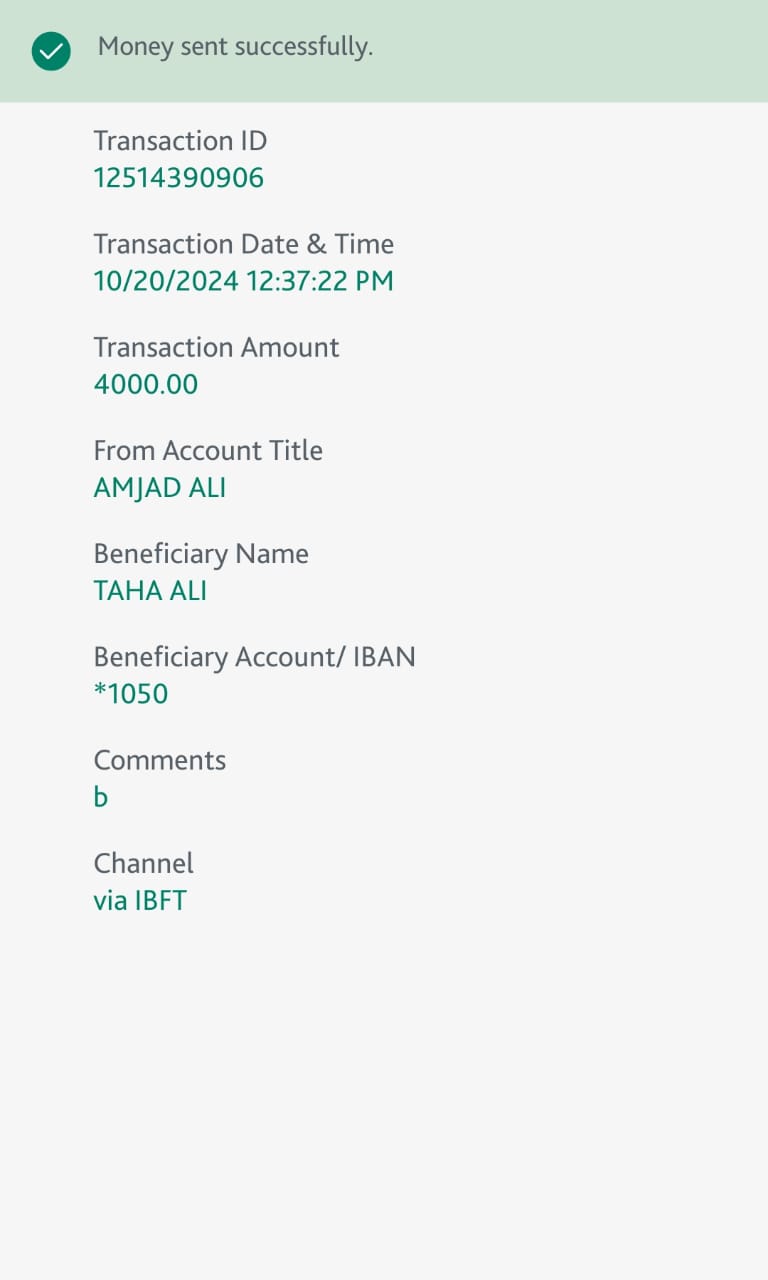 Money sent successfully.
Transaction ID
12514390906
Transaction Date & Time
10/20/2024 12:37:22 PM
Transaction Amount
4000.00
From Account Title
AMJAD ALI
Beneficiary Name
TAHA ALI
Beneficiary Account/ IBAN
*1050
Comments
b
Channel
via IBFT